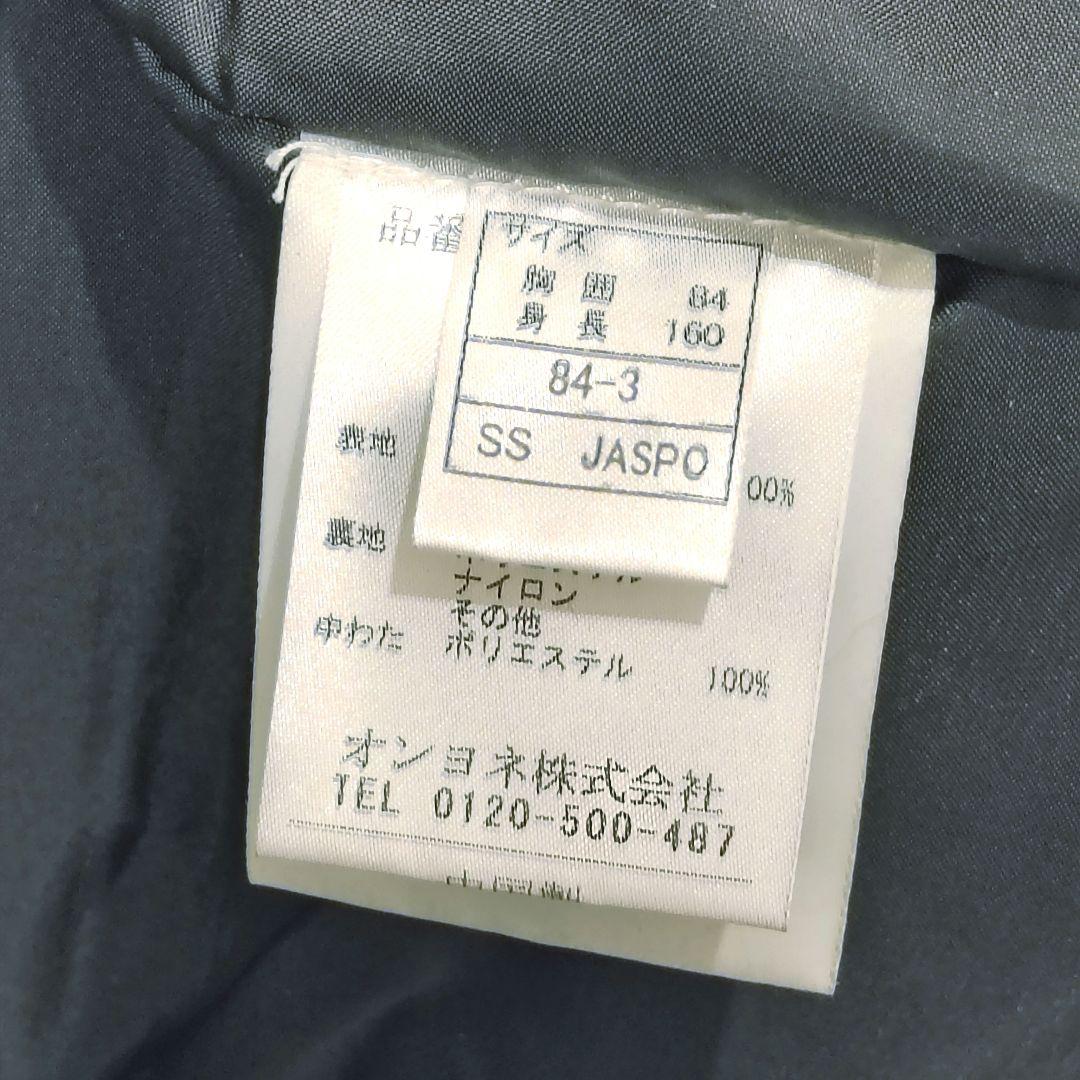 品番
サイズ
胸囲 84
身長 160
84-3
SS JASPO
表地 00%
裏地
ナイロン
その他
中わた ポリエステル 100%
オンヨネ株式会社
TEL 0120-500-487